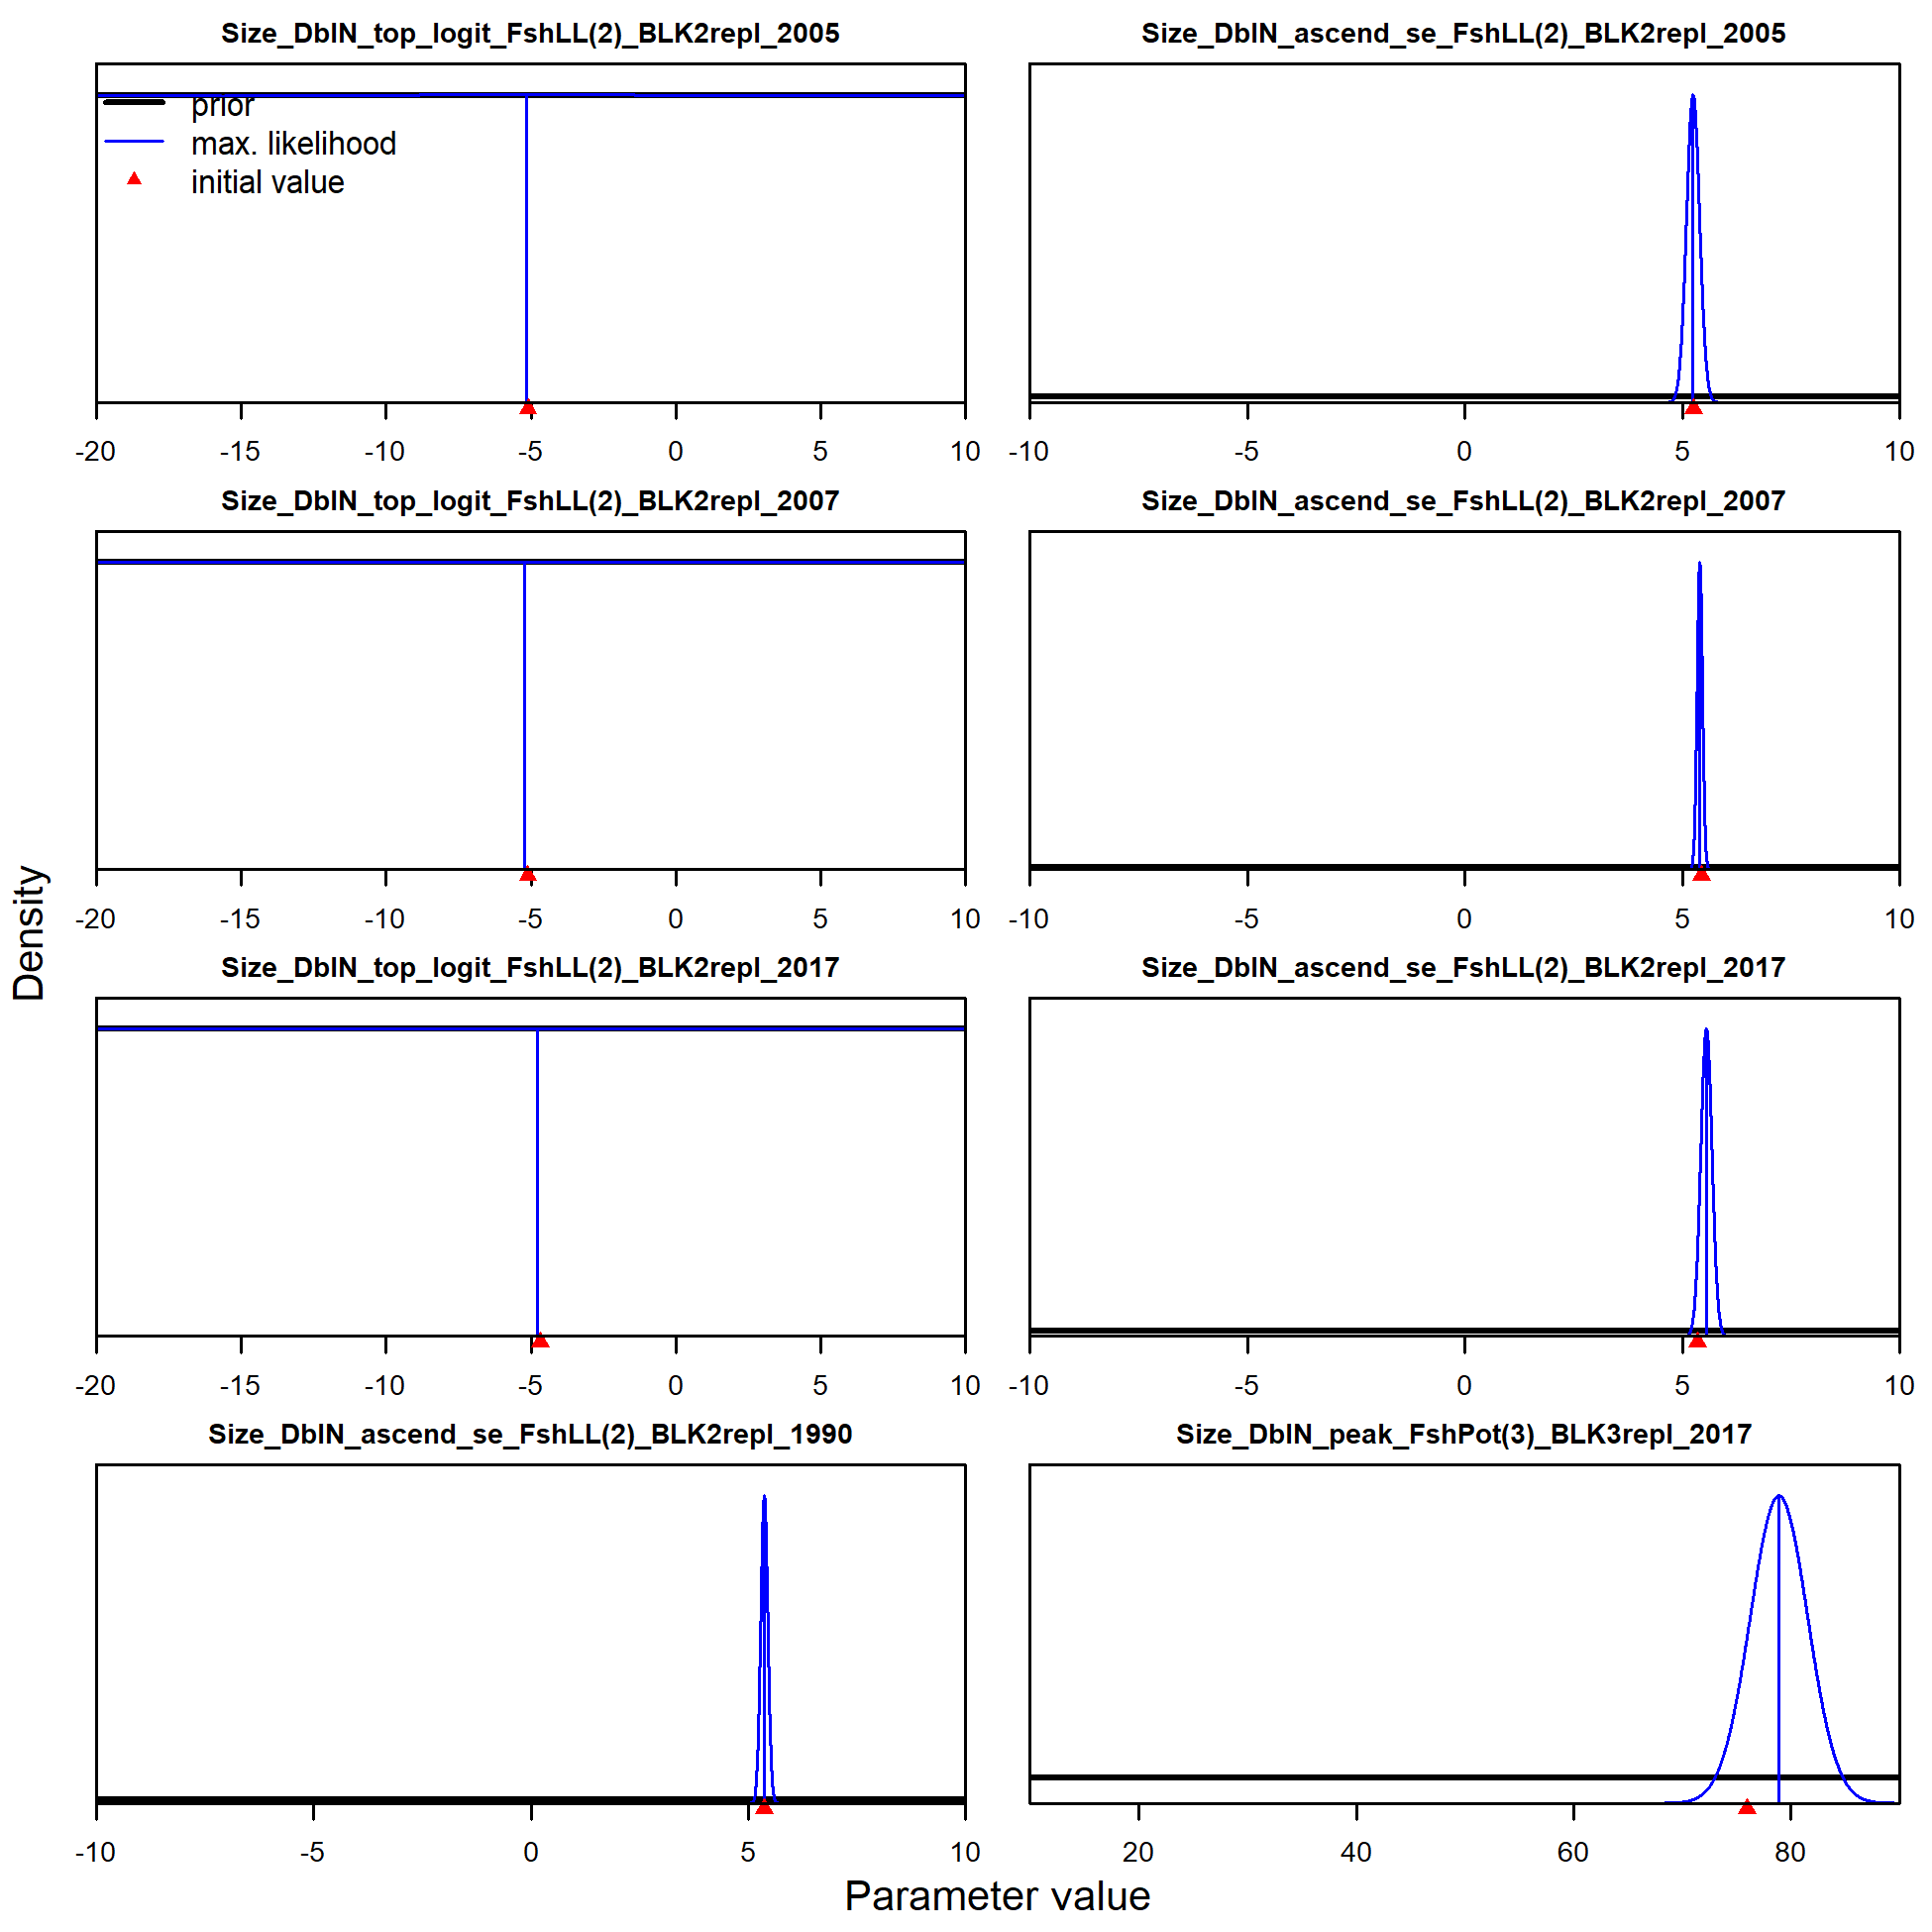 Size_DblN_top_logit_FshLL(2)_BLK2repl_2005
prior
max. likelihood
initial value
-20 -15 -10 -5 0 5 10
Size_DblN_ascend_se_FshLL(2)_BLK2repl_2005
-10 -5 0 5 10
Size_DblN_top_logit_FshLL(2)_BLK2repl_2007
-20 -15 -10 -5 0 5 10
Size_DblN_ascend_se_FshLL(2)_BLK2repl_2007
-10 -5 0 5 10
Size_DblN_top_logit_FshLL(2)_BLK2repl_2017
-20 -15 -10 -5 0 5 10
Size_DblN_ascend_se_FshLL(2)_BLK2repl_2017
-10 -5 0 5 10
Size_DblN_ascend_se_FshLL(2)_BLK2repl_1990
-10 -5 0 5 10
Size_DblN_peak_FshPot(3)_BLK3repl_2017
20 40 60 80
Density
Parameter value